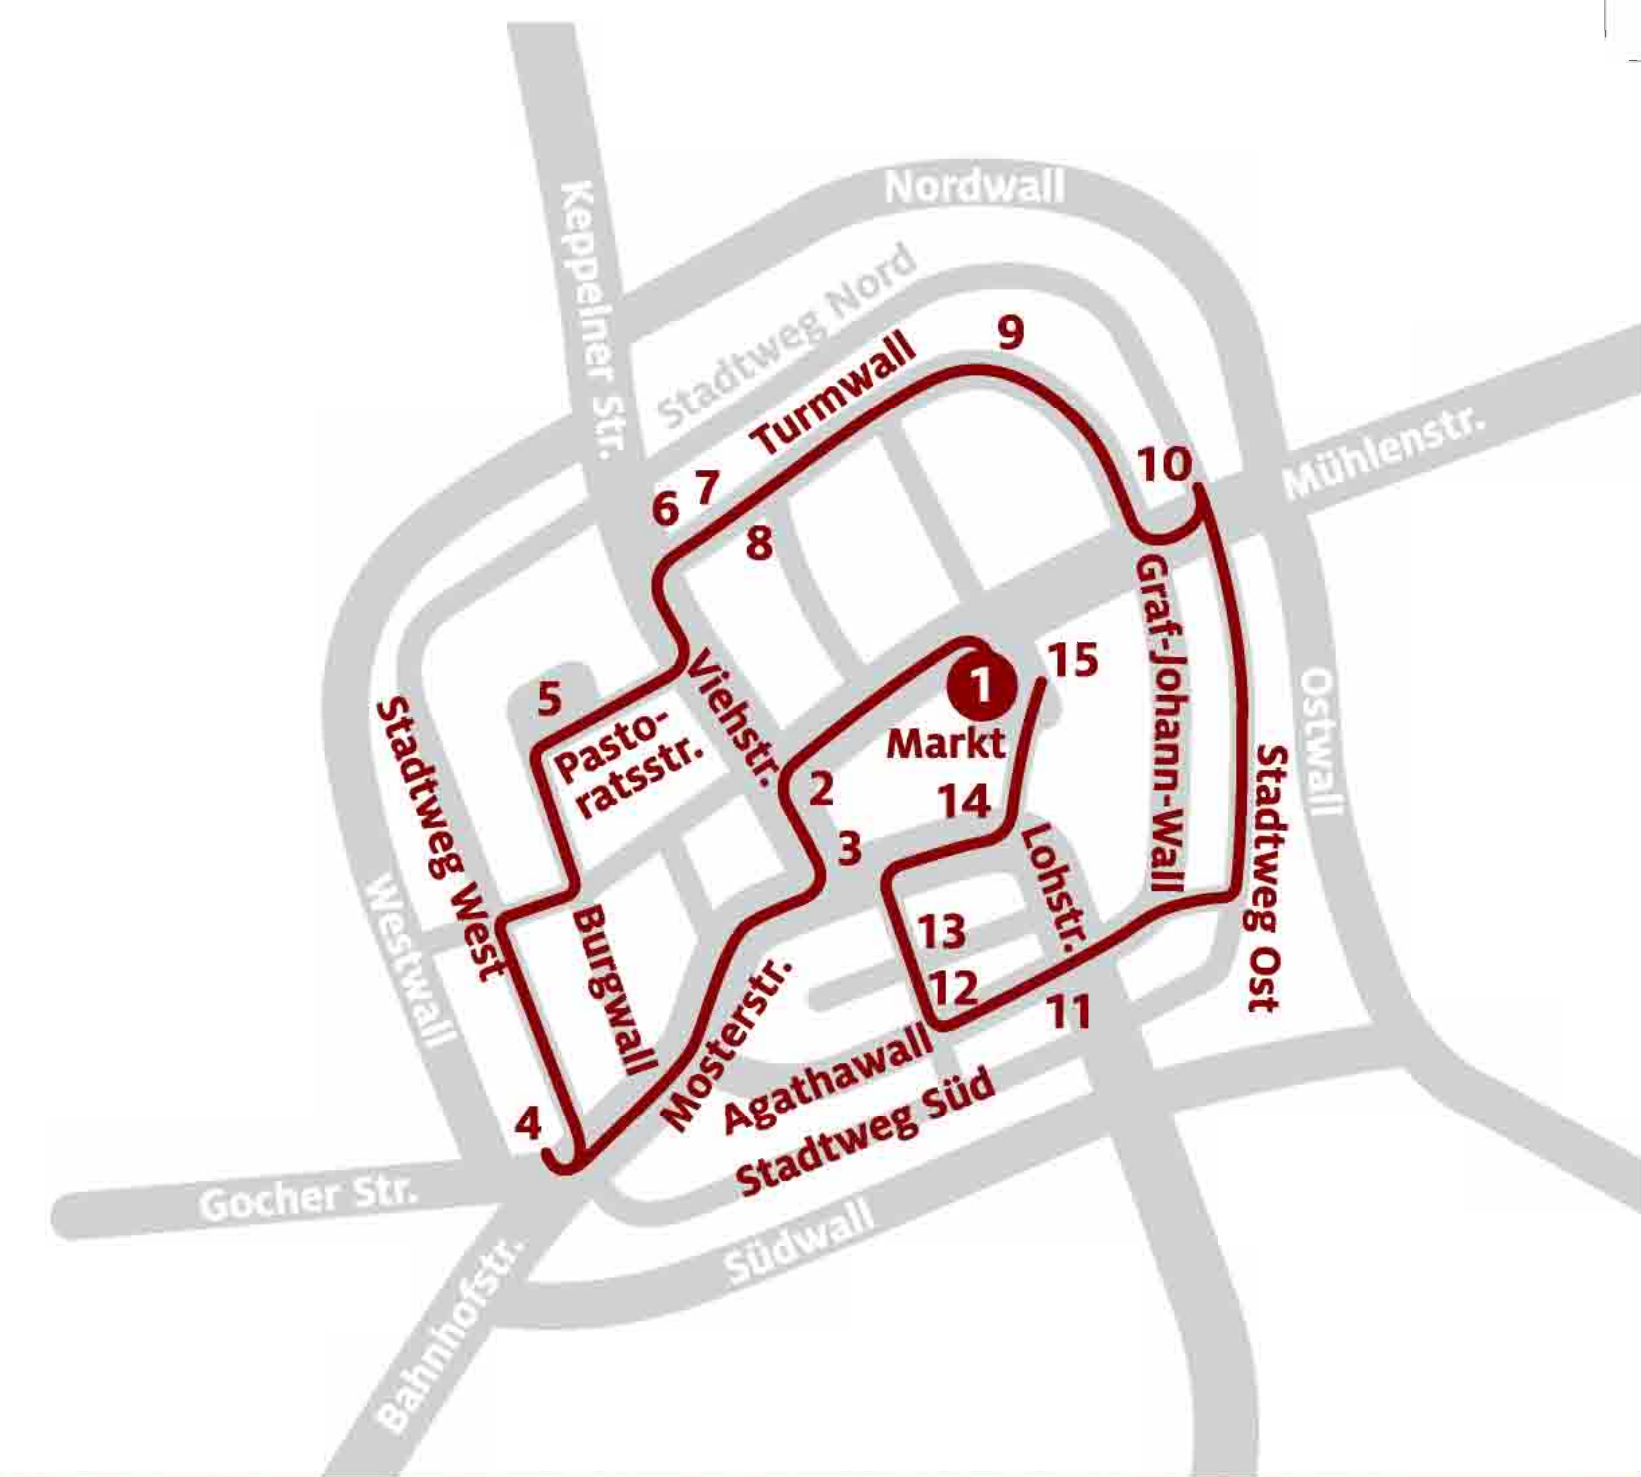 Nordwall
Keppelner Str.
Stadtweg Nord
9
Turmwall
Mühlenstr.
10
6
7
8
Graf-Johann-Wall
15
1
Markt
5
Pasto-
ratsstr.
Viehstr.
Ostwall
Stadtweg West
2
14
3
Lohstr.
Stadtweg Ost
Westwall
Burgwall
13
12
11
Mosterstr.
Agathawall
Stadtweg Süd
4
Gocher Str.
Südwall
Bahnhofstr.